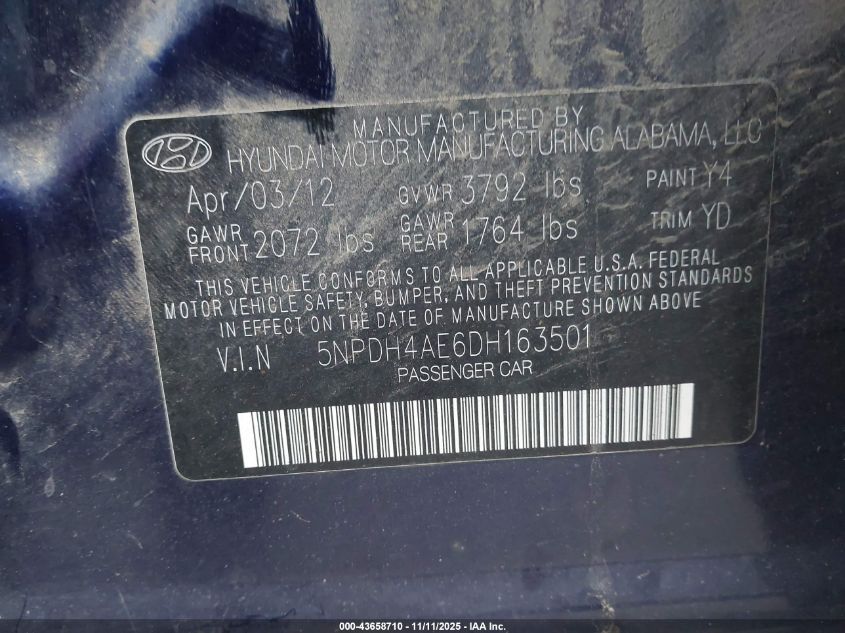 MANUFACTURED BY
HYUNDAI MOTOR MANUFACTURING ALABAMA, LLC
Apr/03/12 GVWR 3792 lbs PAINT Y4
GAWR FRONT 2072 lbs GAWR REAR 1764 lbs TRIM YD
THIS VEHICLE CONFORMS TO ALL APPLICABLE U.S.A. FEDERAL
MOTOR VEHICLE SAFETY, BUMPER, AND THEFT PREVENTION STANDARDS
IN EFFECT ON THE DATE OF MANUFACTURE SHOWN ABOVE
V.I.N 5NPDH4AE6DH163501
PASSENGER CAR
000-43658710 - 11/11/2025 - IAA Inc.